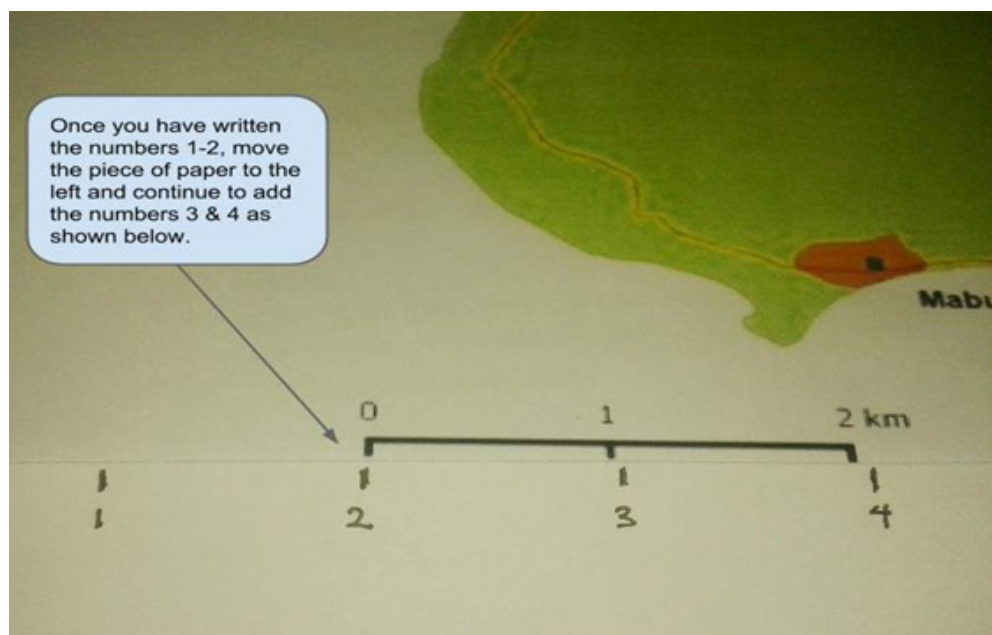 Once you have written
the numbers 1-2, move
the piece of paper to the
left and continue to add
the numbers 3 & 4 as
shown below.
Mabu
0 1 2 km
1 2 3 4